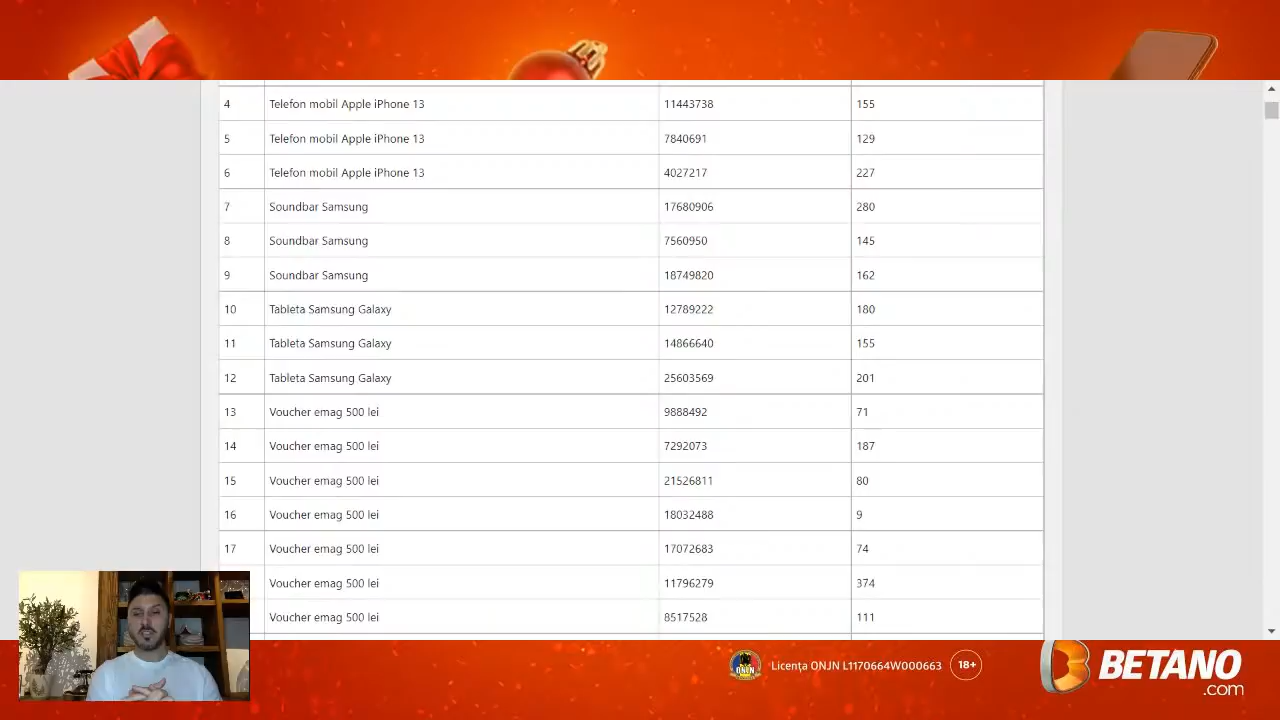 4 Telefon mobil Apple iPhone 13 11443738 155
5 Telefon mobil Apple iPhone 13 7840691 129
6 Telefon mobil Apple iPhone 13 4027217 227
7 Soundbar Samsung 17680906 280
8 Soundbar Samsung 7560950 145
9 Soundbar Samsung 18749820 162
10 Tableta Samsung Galaxy 12789222 180
11 Tableta Samsung Galaxy 14866640 155
12 Tableta Samsung Galaxy 25603569 201
13 Voucher emag 500 lei 9888492 71
14 Voucher emag 500 lei 7292073 187
15 Voucher emag 500 lei 21526811 80
16 Voucher emag 500 lei 18032488 9
17 Voucher emag 500 lei 17072683 74
Voucher emag 500 lei 11796279 374
Voucher emag 500 lei 8517528 111
ONJN Licența ONJN L1170664W000663 18+
BETANO
.com